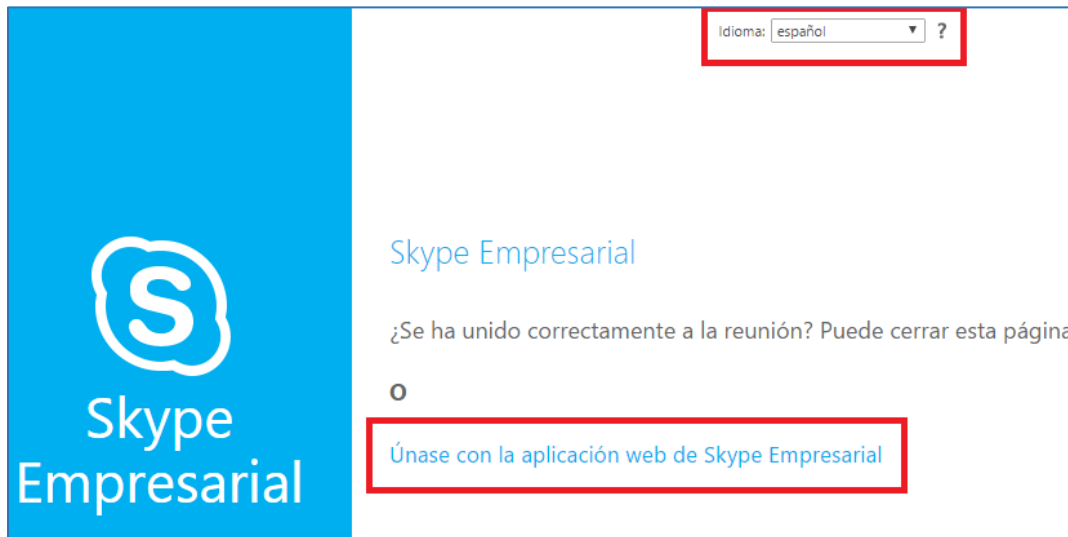 Idioma: español ?
Skype Empresarial
¿Se ha unido correctamente a la reunión? Puede cerrar esta página
O
Únase con la aplicación web de Skype Empresarial
Skype
Empresarial